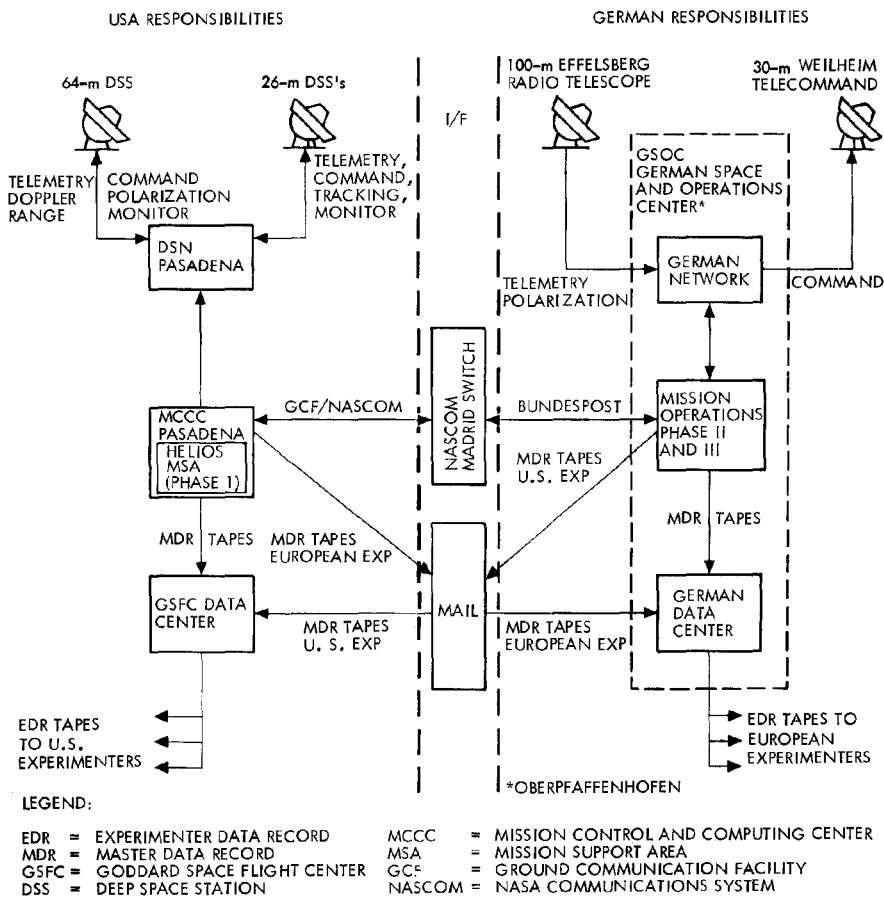 USA RESPONSIBILITIES
GERMAN RESPONSIBILITIES
64-m DSS
26-m DSS's
I/F
100-m EFFELSBERG
RADIO TELESCOPE
30-m WEILHEIM
TELECOMMAND
TELEMETRY
DOPPLER
RANGE
COMMAND
POLARIZATION
MONITOR
TELEMETRY,
COMMAND,
TRACKING,
MONITOR
GSOC
GERMAN SPACE
AND OPERATIONS
CENTER*
DSN
PASADENA
TELEMETRY
POLARIZATION
GERMAN
NETWORK
COMMAND
MCCC
PASADENA
HELIOS
MSA
(PHASE 1)
GCF/NASCOM
NASCOM
MADRID SWITCH
BUNDESPOST
MISSION
OPERATIONS
PHASE II
AND III
MDR TAPES
U.S. EXP
MDR TAPES
MDR TAPES
EUROPEAN EXP
MDR TAPES
GSFC DATA
CENTER
MDR TAPES
U. S. EXP
MAIL
MDR TAPES
EUROPEAN EXP
GERMAN
DATA
CENTER
EDR TAPES
TO U.S.
EXPERIMENTERS
EDR TAPES TO
EUROPEAN
EXPERIMENTERS
*OBERPFAFFENHOFEN
LEGEND:
EDR = EXPERIMENTER DATA RECORD
MDR = MASTER DATA RECORD
GSFC = GODDARD SPACE FLIGHT CENTER
DSS = DEEP SPACE STATION
MCCC = MISSION CONTROL AND COMPUTING CENTER
MSA = MISSION SUPPORT AREA
GCF = GROUND COMMUNICATION FACILITY
NASCOM = NASA COMMUNICATIONS SYSTEM